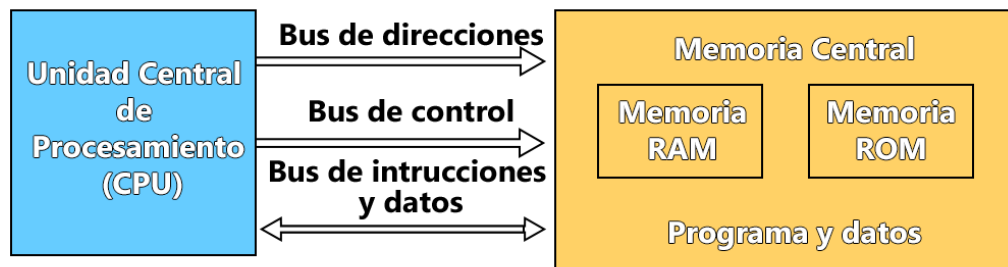 Unidad Central
de
Procesamiento
(CPU)
Bus de direcciones
Bus de control
Bus de intrucciones
y datos
Memoria Central
Memoria
RAM
Memoria
ROM
Programa y datos